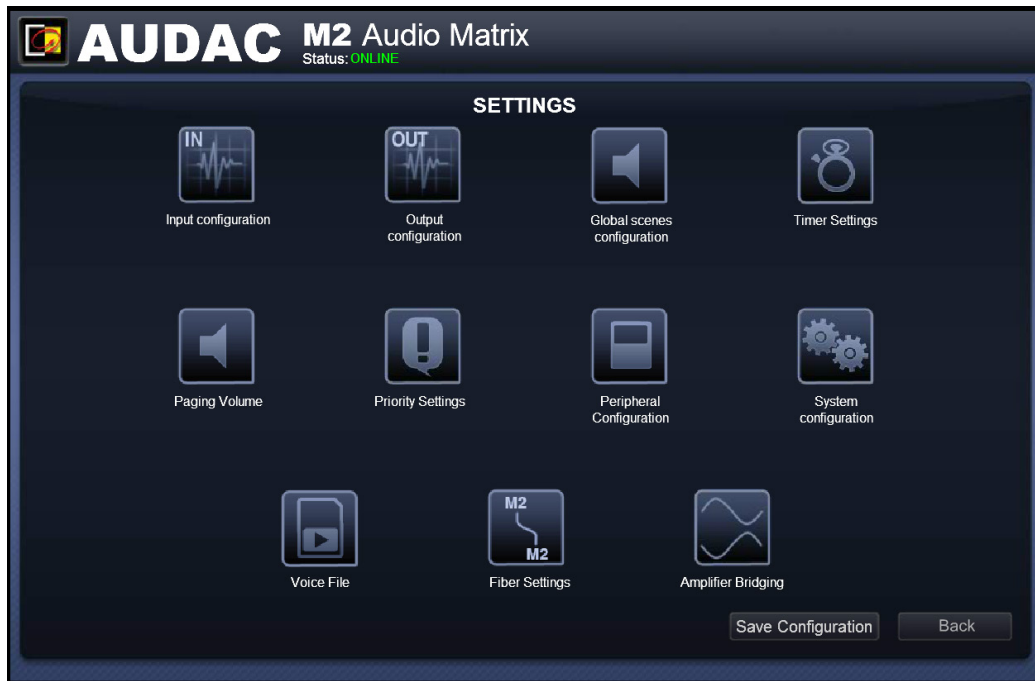 AUDAC M2 Audio Matrix
Status: ONLINE
SETTINGS
IN
OUT
Input configuration
Output
configuration
Global scenes
configuration
Timer Settings
Paging Volume
Priority Settings
Peripheral
Configuration
System
configuration
M2
M2
Voice File
Fiber Settings
Amplifier Bridging
Save Configuration
Back